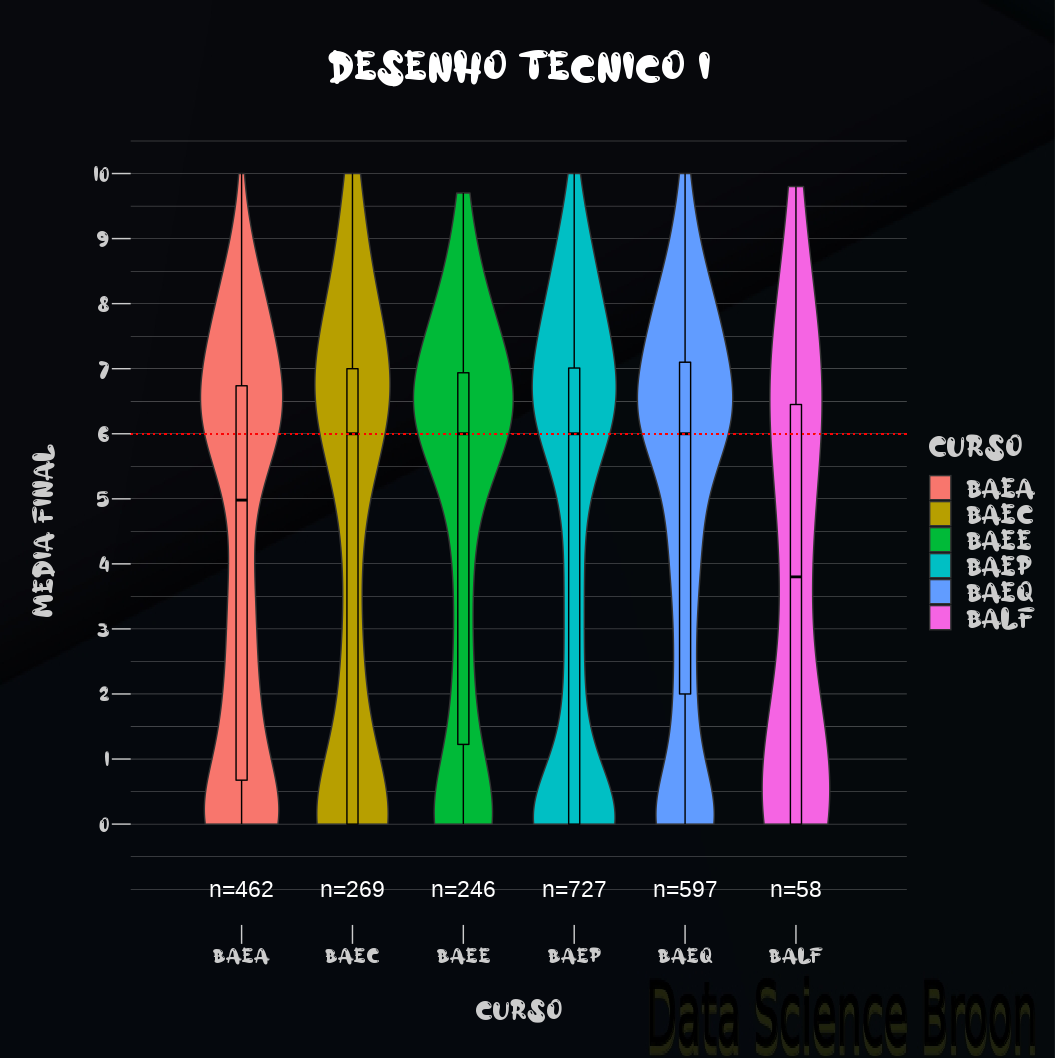 DESENHO TECNICO I
MEDIA FINAL
10
9
8
7
6
5
4
3
2
1
0
n=462 n=269 n=246 n=727 n=597 n=58
BAEA BAEC BAEE BAEP BAEQ BALF
CURSO
CURSO
BAEA
BAEC
BAEE
BAEP
BAEQ
BALF
Data Science Broon